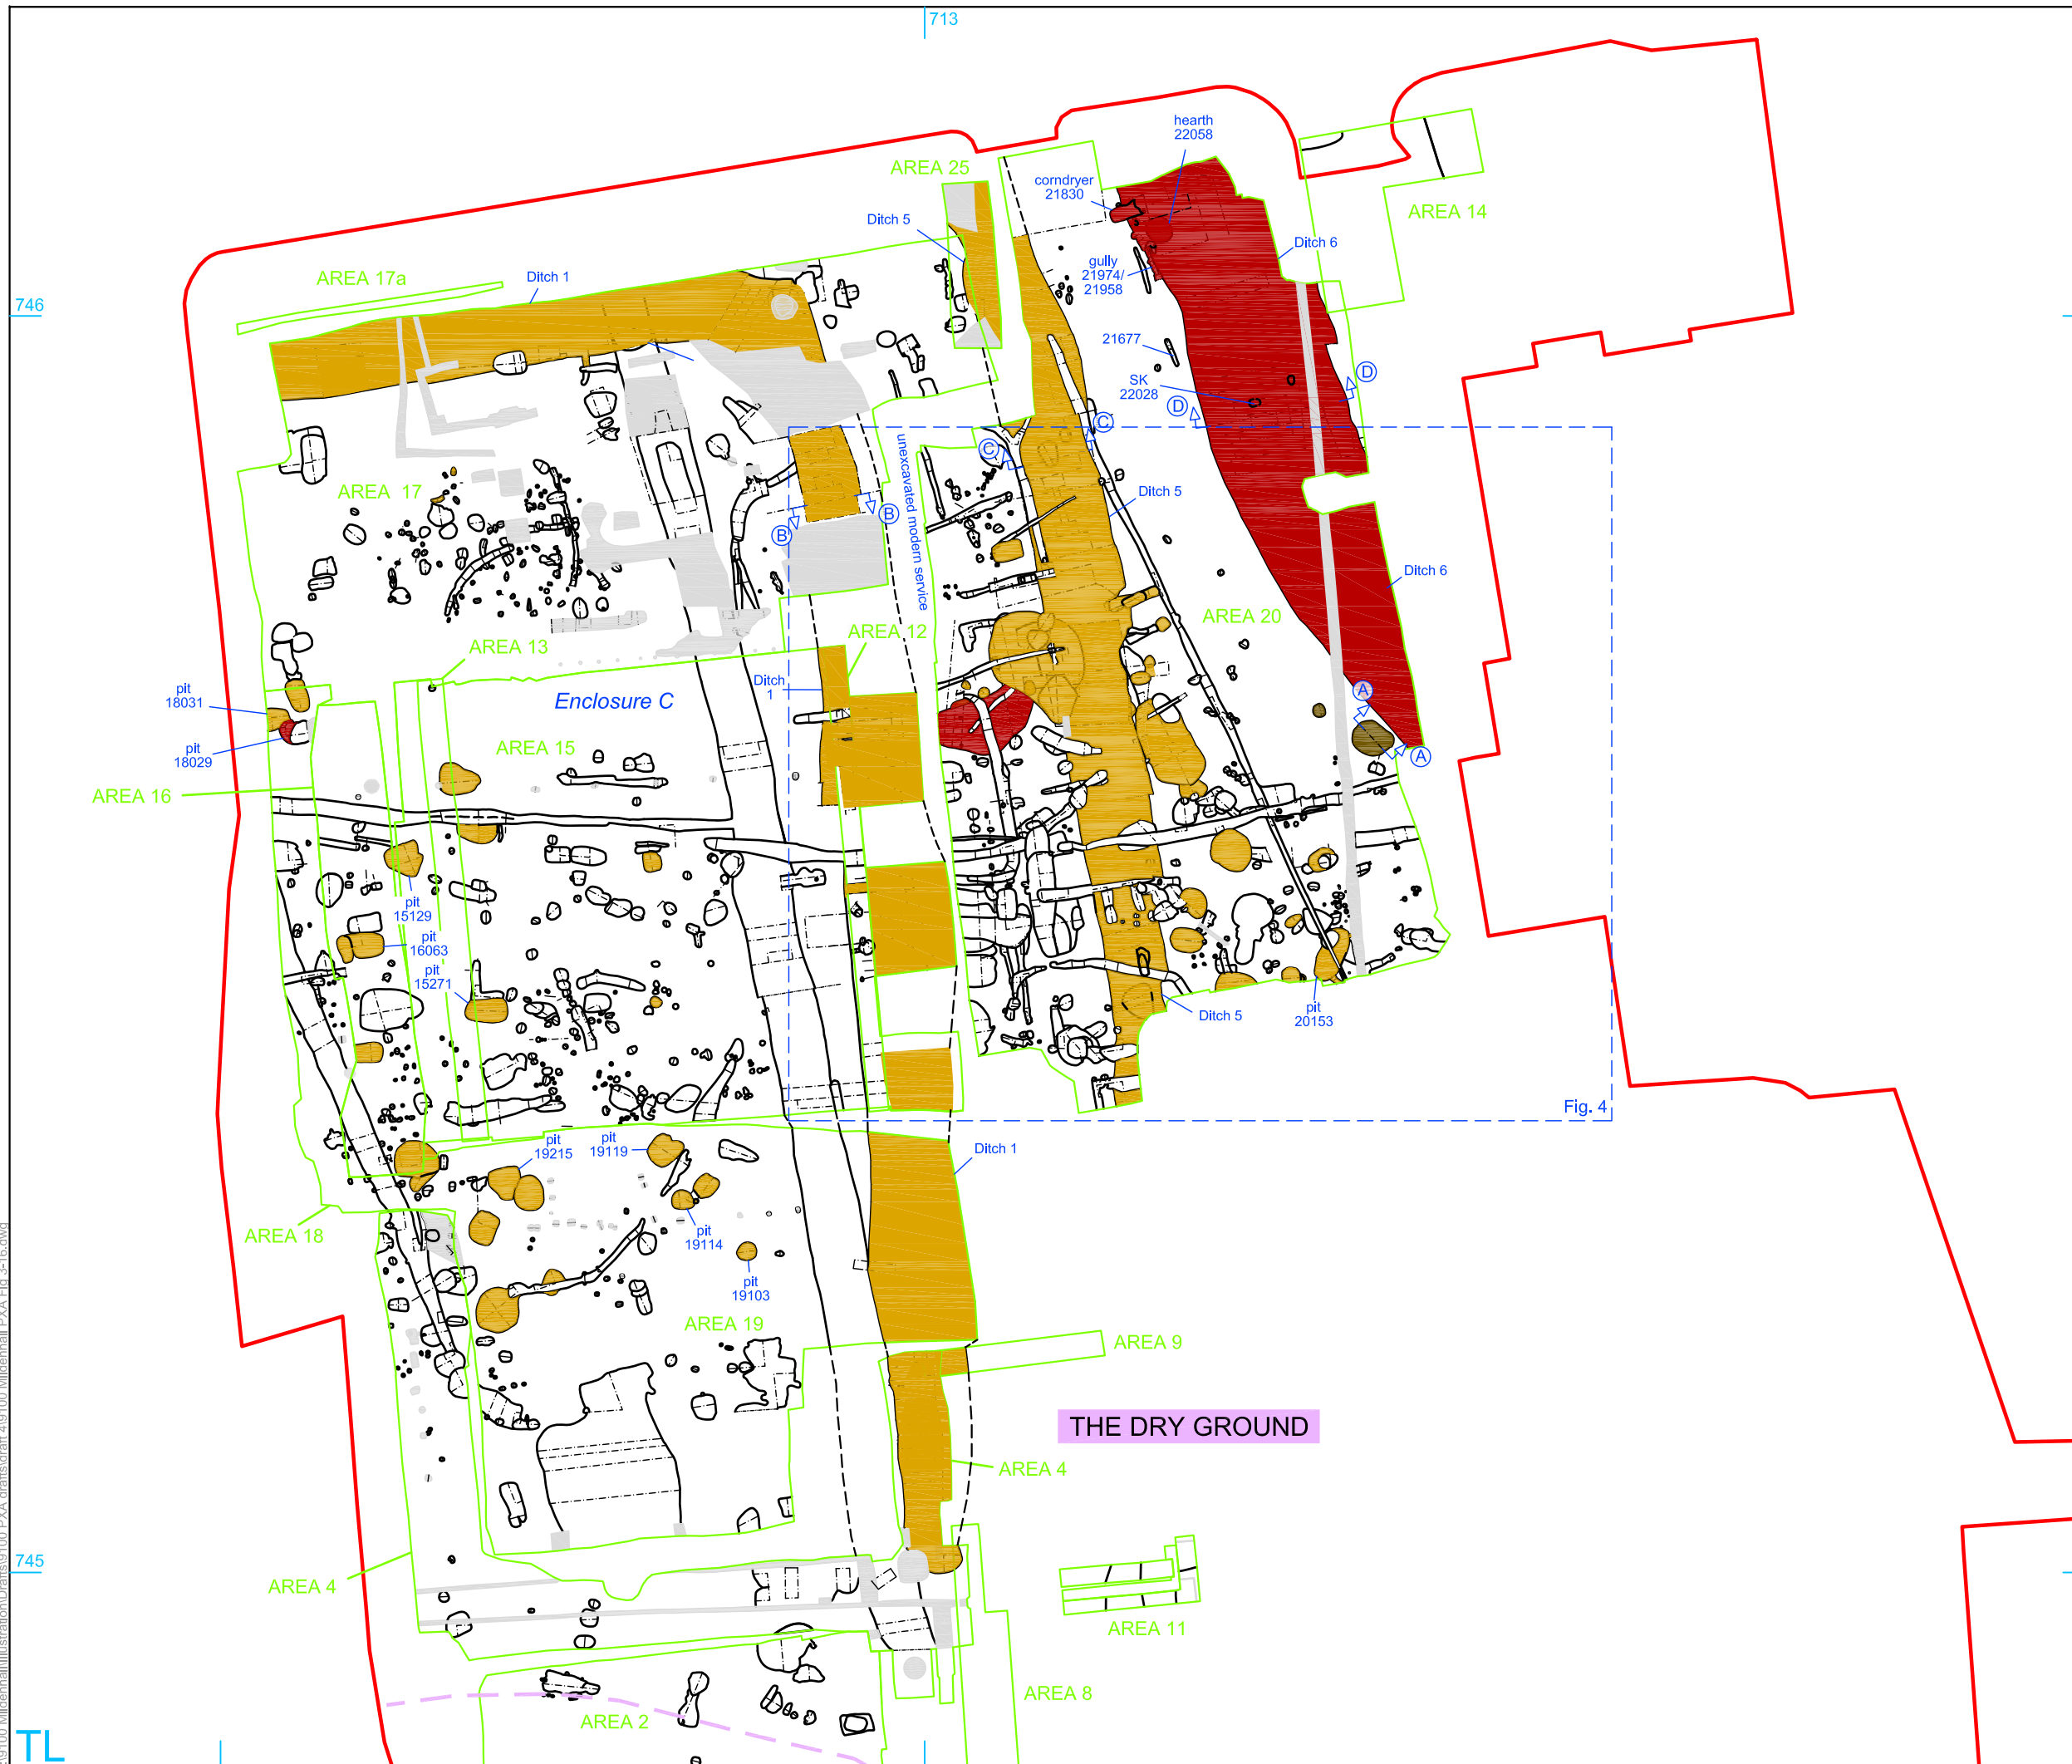 713
hearth
22058
AREA 25
corndryer
21830
AREA 14
Ditch 5
Ditch 6
gully
21974/
21958
AREA 17a
Ditch 1
746
21677
D
SK
22028
D
C
C
unexcavated modern service
AREA 17
Ditch 5
B
B
Ditch 6
AREA 20
AREA 12
AREA 13
Ditch
1
Enclosure C
pit
18031
A
pit
18029
AREA 15
A
AREA 16
pit
15129
pit
16063
pit
15271
Ditch 5
pit
20153
Fig. 4
pit
19215
pit
19119
Ditch 1
AREA 18
pit
19114
pit
19103
AREA 19
AREA 9
THE DRY GROUND
AREA 4
745
AREA 4
AREA 11
AREA 8
AREA 2
TL